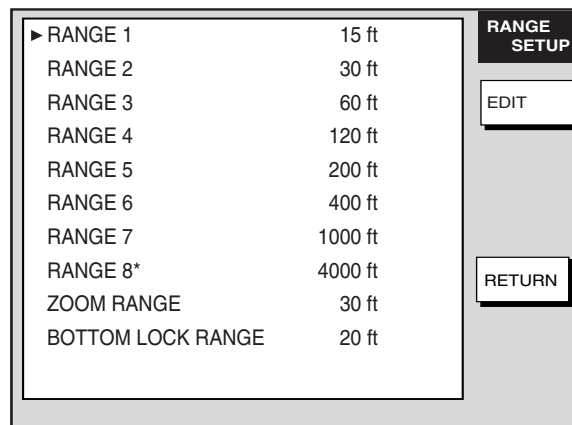 ►RANGE 1 15 ft
RANGE 2 30 ft
RANGE 3 60 ft
RANGE 4 120 ft
RANGE 5 200 ft
RANGE 6 400 ft
RANGE 7 1000 ft
RANGE 8* 4000 ft
ZOOM RANGE 30 ft
BOTTOM LOCK RANGE 20 ft
RANGE
SETUP
EDIT
RETURN